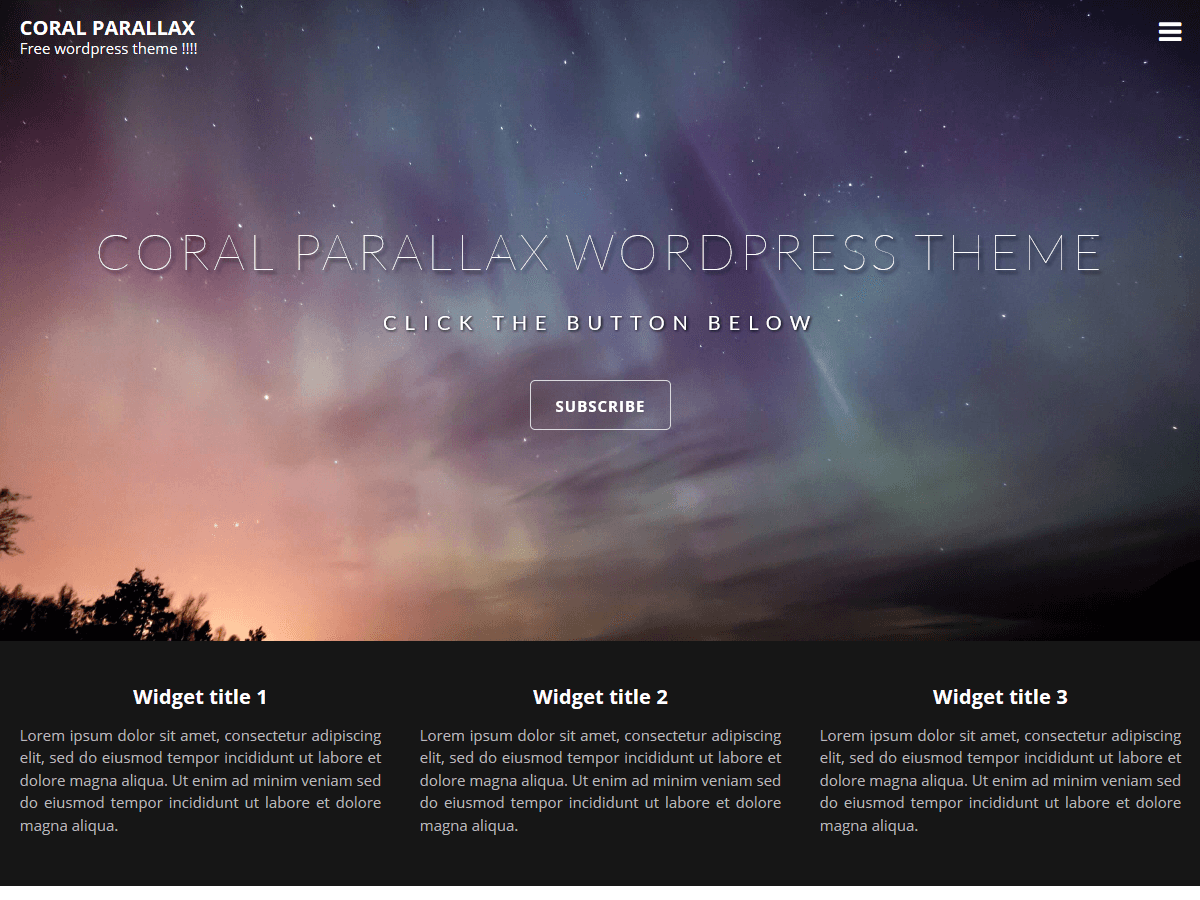 CORAL PARALLAX
Free wordpress theme !!!!
CORAL PARALLAX WORDPRESS THEME
CLICK THE BUTTON BELOW
SUBSCRIBE
Widget title 1
Lorem ipsum dolor sit amet, consectetur adipiscing
elit, sed do eiusmod tempor incididunt ut labore et
dolore magna aliqua. Ut enim ad minim veniam sed
do eiusmod tempor incididunt ut labore et dolore
magna aliqua.
Widget title 2
Lorem ipsum dolor sit amet, consectetur adipiscing
elit, sed do eiusmod tempor incididunt ut labore et
dolore magna aliqua. Ut enim ad minim veniam sed
do eiusmod tempor incididunt ut labore et dolore
magna aliqua.
Widget title 3
Lorem ipsum dolor sit amet, consectetur adipiscing
elit, sed do eiusmod tempor incididunt ut labore et
dolore magna aliqua. Ut enim ad minim veniam sed
do eiusmod tempor incididunt ut labore et dolore
magna aliqua.